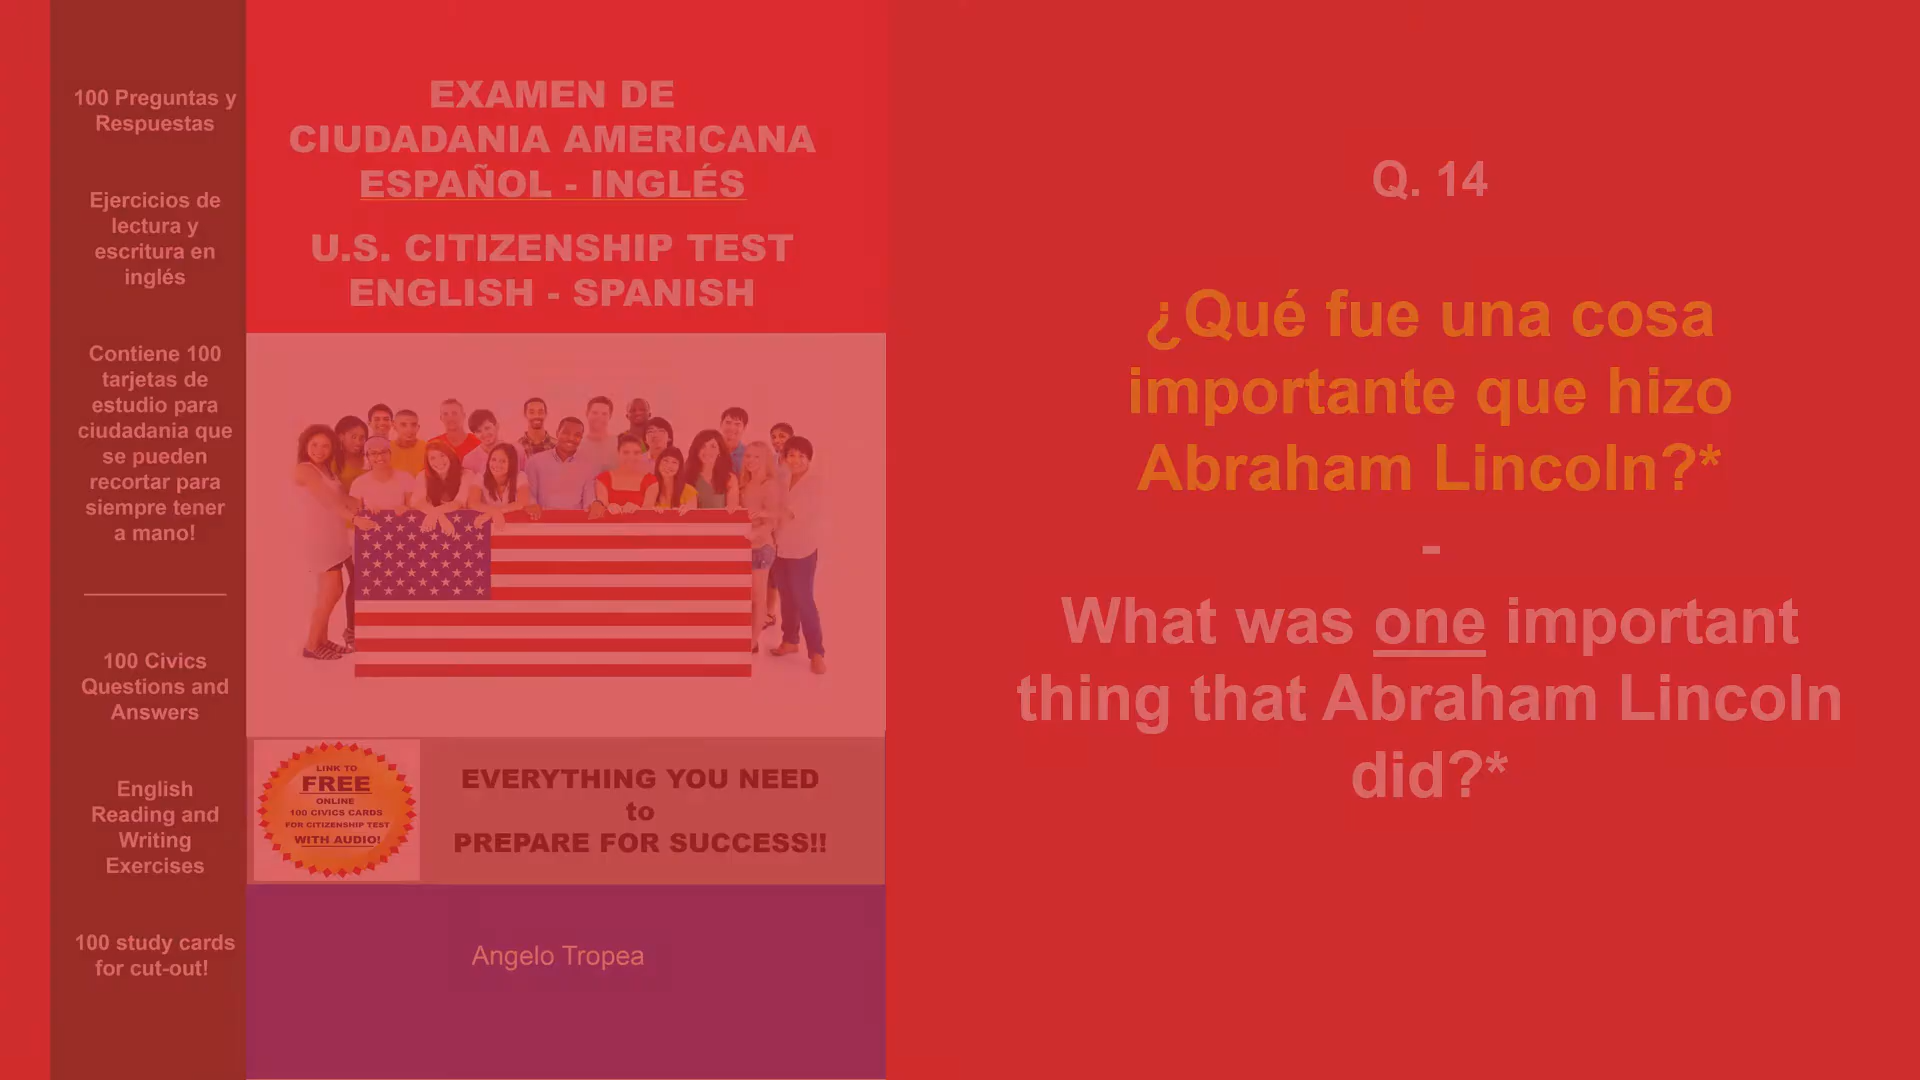 100 Preguntas y
Respuestas
Ejercicios de
lectura y
escritura en
inglés
Contiene 100
tarjetas de
estudio para
ciudadania que
se pueden
recortar para
siempre tener
a mano!
100 Civics
Questions and
Answers
English
Reading and
Writing
Exercises
100 study cards
for cut-out!
EXAMEN DE
CIUDADANIA AMERICANA
ESPAÑOL - INGLÉS
U.S. CITIZENSHIP TEST
ENGLISH - SPANISH
LINK TO
FREE
ONLINE
100 CIVICS CARDS
FOR CITIZENSHIP TEST
WITH AUDIO!
EVERYTHING YOU NEED
to
PREPARE FOR SUCCESS!!
Angelo Tropea
Q. 14
¿Qué fue una cosa
importante que hizo
Abraham Lincoln?*
-
What was one important
thing that Abraham Lincoln
did?*